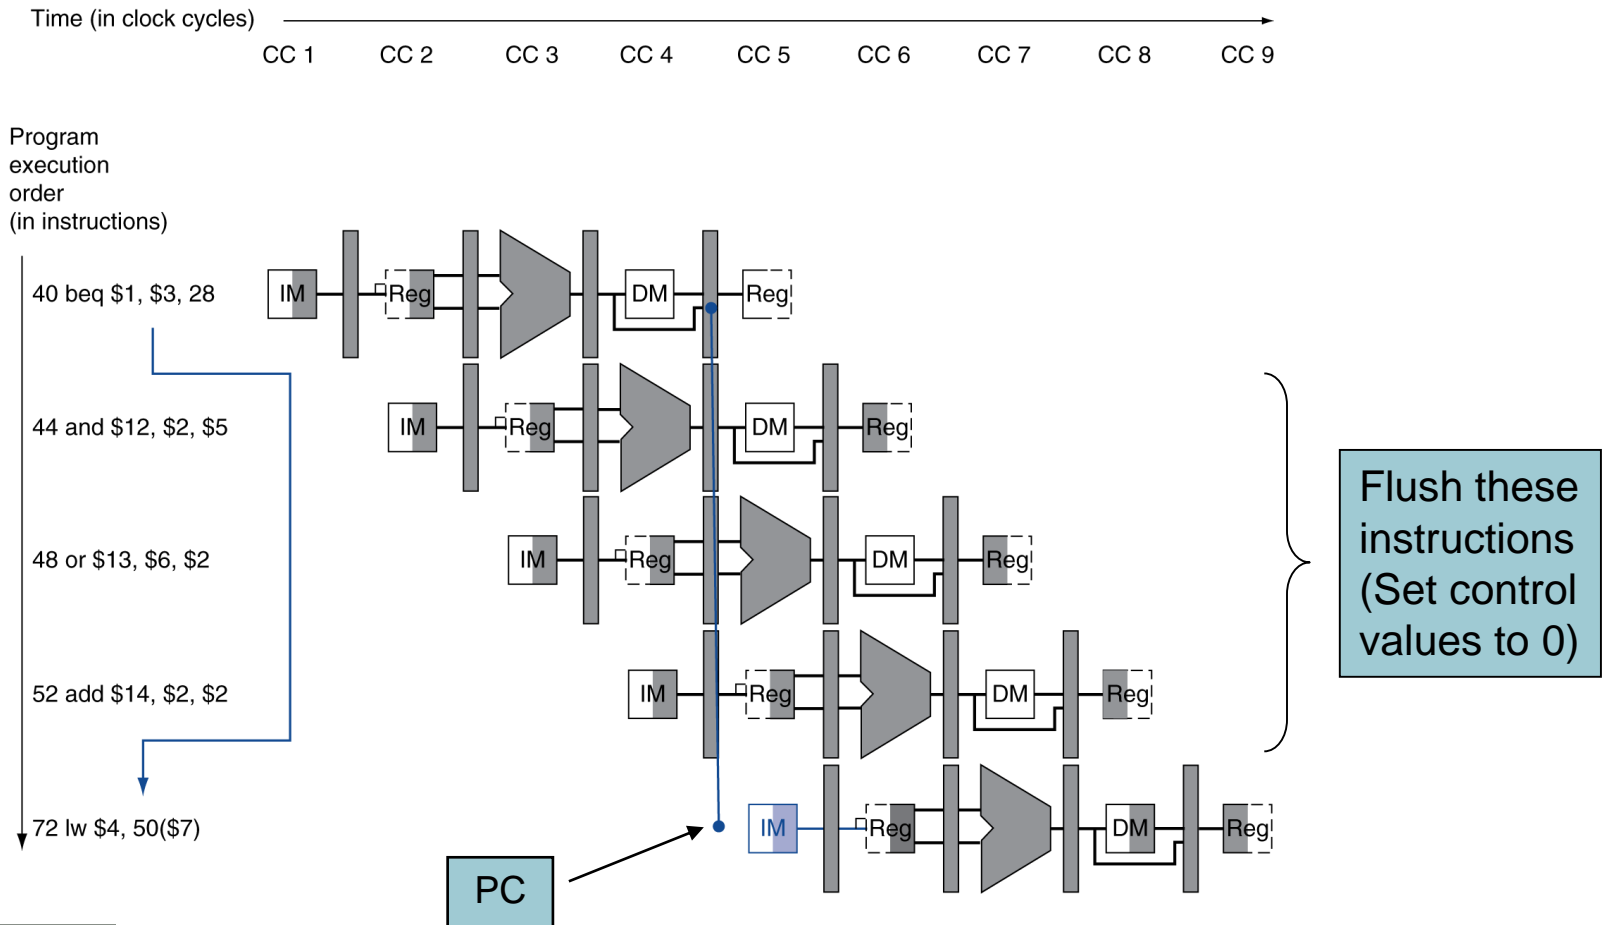 Time (in clock cycles)
CC 1 CC 2 CC 3 CC 4 CC 5 CC 6 CC 7 CC 8 CC 9
Program
execution
order
(in instructions)
40 beq $1, $3, 28
IM Reg DM Reg
44 and $12, $2, $5
IM Reg DM Reg
48 or $13, $6, $2
IM Reg DM Reg
52 add $14, $2, $2
IM Reg DM Reg
72 lw $4, 50($7)
IM Reg DM Reg
Flush these
instructions
(Set control
values to 0)
PC